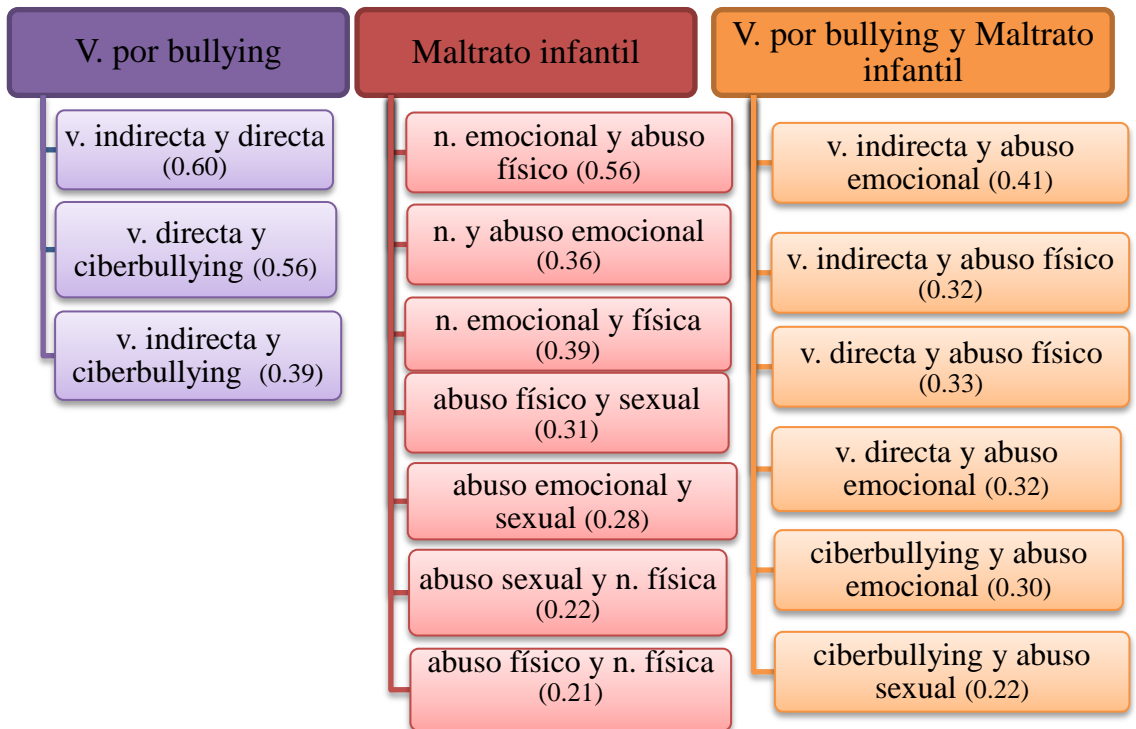 V. por bullying
v. indirecta y directa
(0.60)
v. directa y
ciberbullying (0.56)
v. indirecta y
ciberbullying (0.39)
Maltrato infantil
n. emocional y abuso
físico (0.56)
n. y abuso emocional
(0.36)
n. emocional y física
(0.39)
abuso físico y sexual
(0.31)
abuso emocional y
sexual (0.28)
abuso sexual y n. física
(0.22)
abuso físico y n. física
(0.21)
V. por bullying y Maltrato
infantil
v. indirecta y abuso
emocional (0.41)
v. indirecta y abuso físico
(0.32)
v. directa y abuso físico
(0.33)
v. directa y abuso
emocional (0.32)
ciberbullying y abuso
emocional (0.30)
ciberbullying y abuso
sexual (0.22)